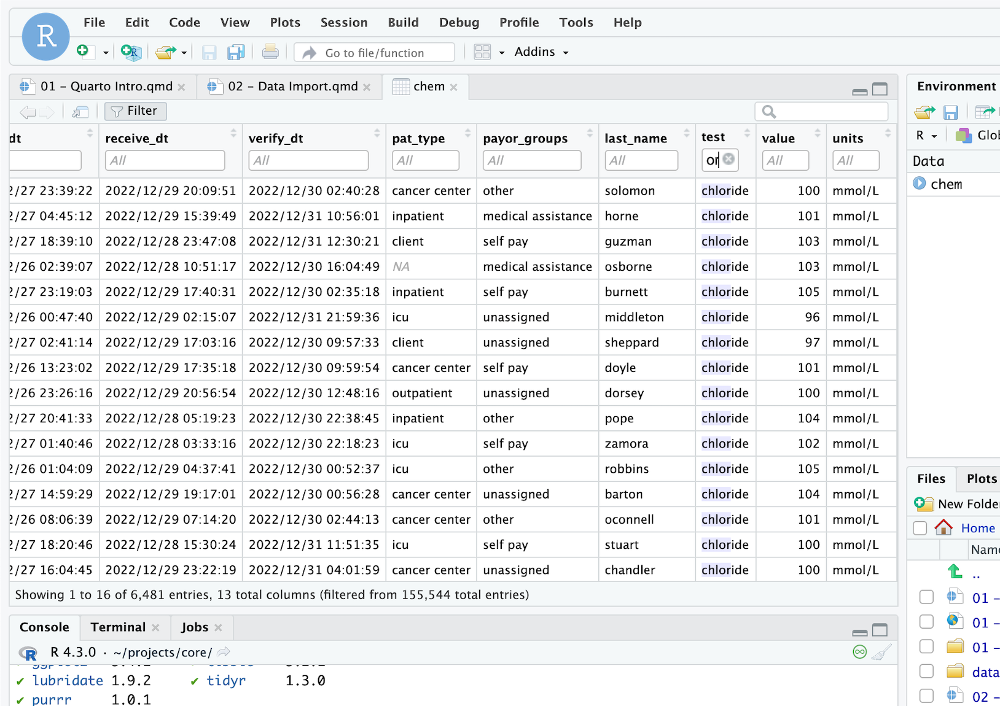 R
File Edit Code View Plots Session Build Debug Profile Tools Help
Go to file/function Addins
01 – Quarto Intro.qmd 02 – Data Import.qmd chem
Filter
dt receive_dt verify_dt pat_type payor_groups last_name test value units
All All All All All or All All
2/27 23:39:22 2022/12/29 20:09:51 2022/12/30 02:40:28 cancer center other solomon chloride 100 mmol/L
2/27 04:45:12 2022/12/29 15:39:49 2022/12/31 10:56:01 inpatient medical assistance horne chloride 101 mmol/L
2/27 18:39:10 2022/12/28 23:47:08 2022/12/31 12:30:21 client self pay guzman chloride 103 mmol/L
2/26 02:39:07 2022/12/28 10:51:17 2022/12/30 16:04:49 NA medical assistance osborne chloride 103 mmol/L
2/27 23:19:03 2022/12/29 17:40:31 2022/12/30 02:35:18 inpatient self pay burnett chloride 105 mmol/L
2/26 00:47:40 2022/12/29 02:15:07 2022/12/31 21:59:36 icu unassigned middleton chloride 96 mmol/L
2/27 02:41:14 2022/12/29 17:03:16 2022/12/30 09:57:33 client unassigned sheppard chloride 97 mmol/L
2/26 13:23:02 2022/12/29 17:35:18 2022/12/30 09:59:54 cancer center self pay doyle chloride 101 mmol/L
2/26 23:26:16 2022/12/29 20:56:54 2022/12/30 12:48:16 outpatient unassigned dorsey chloride 100 mmol/L
2/27 20:41:33 2022/12/28 05:19:23 2022/12/30 22:38:45 inpatient other pope chloride 104 mmol/L
2/27 01:40:46 2022/12/28 03:33:16 2022/12/30 22:18:23 icu self pay zamora chloride 102 mmol/L
2/26 01:04:09 2022/12/29 04:37:41 2022/12/30 00:52:37 icu other robbins chloride 105 mmol/L
2/27 14:59:29 2022/12/29 19:17:01 2022/12/30 00:56:28 cancer center unassigned barton chloride 104 mmol/L
2/26 08:06:39 2022/12/29 07:14:20 2022/12/30 02:44:13 cancer center other oconnell chloride 101 mmol/L
2/27 18:20:46 2022/12/28 15:30:24 2022/12/31 11:51:35 icu self pay stuart chloride 100 mmol/L
2/27 16:04:45 2022/12/29 23:22:19 2022/12/31 04:01:59 cancer center unassigned chandler chloride 100 mmol/L
Showing 1 to 16 of 6,481 entries, 13 total columns (filtered from 155,544 total entries)
Console Terminal Jobs
R 4.3.0 · ~/projects/core/
✔ lubridate 1.9.2 ✔ tidyr 1.3.0
✔ purrr 1.0.1
Environment
R Glob
Data
chem
Files Plots
New Folder
Home
Name
..
01 –
01 –
01 –
data
02 –